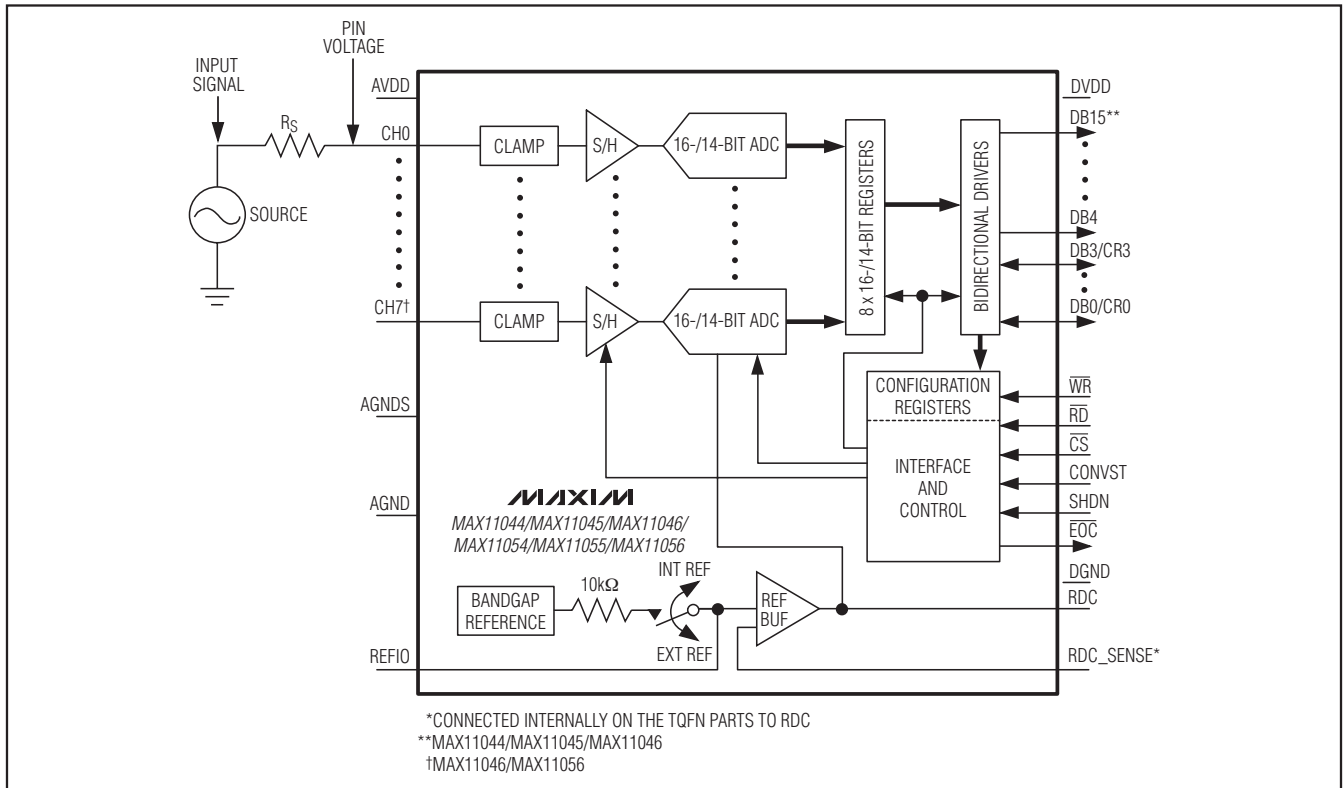 PIN
VOLTAGE
INPUT
SIGNAL
RS
SOURCE
AVDD
CH0
CH7†
AGNDS
AGND
REFIO
CLAMP
S/H
16-/14-BIT ADC
CLAMP
S/H
16-/14-BIT ADC
8 x 16-/14-BIT REGISTERS
BIDIRECTIONAL DRIVERS
CONFIGURATION
REGISTERS
INTERFACE
AND
CONTROL
MAXIM
MAX11044/MAX11045/MAX11046/
MAX11054/MAX11055/MAX11056
BANDGAP
REFERENCE
10kΩ
INT REF
EXT REF
REF
BUF
DVDD
DB15**
DB4
DB3/CR3
DB0/CR0
WR
RD
CS
CONVST
SHDN
EOC
DGND
RDC
RDC_SENSE*
*CONNECTED INTERNALLY ON THE TQFN PARTS TO RDC
**MAX11044/MAX11045/MAX11046
†MAX11046/MAX11056